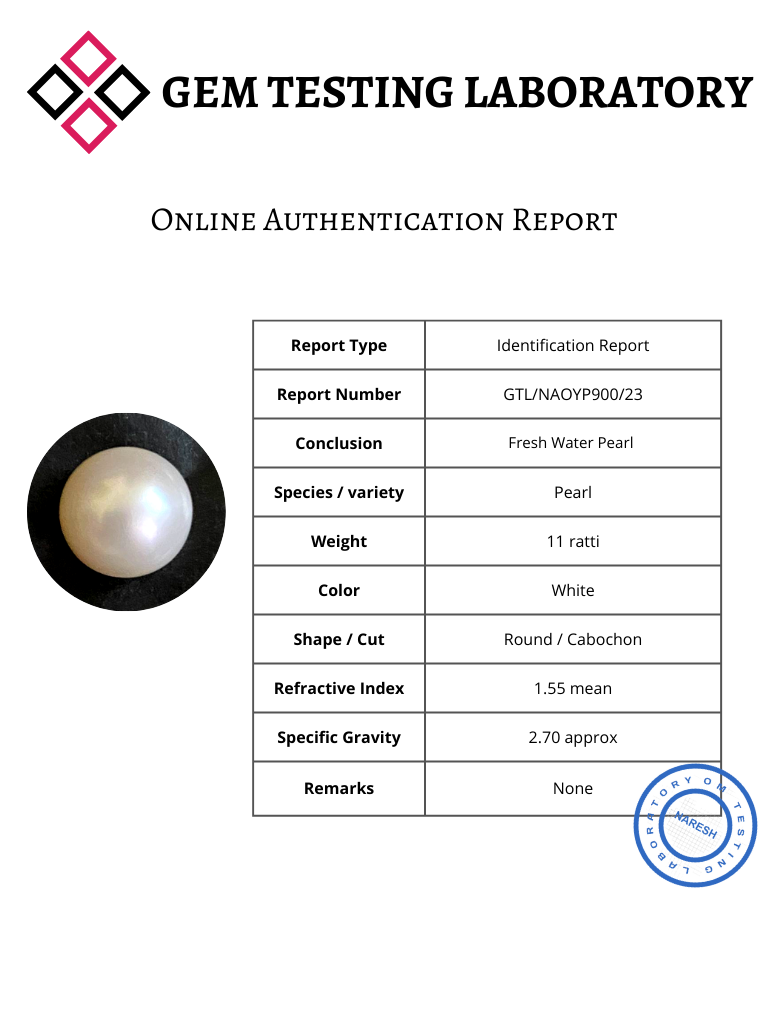 GEM TESTING LABORATORY
Online Authentication Report
Report Type Identification Report
Report Number GTL/NAOYP900/23
Conclusion Fresh Water Pearl
Species / variety Pearl
Weight 11 ratti
Color White
Shape / Cut Round / Cabochon
Refractive Index 1.55 mean
Specific Gravity 2.70 approx
Remarks None
OM TESTING LABORATORY
NARESH